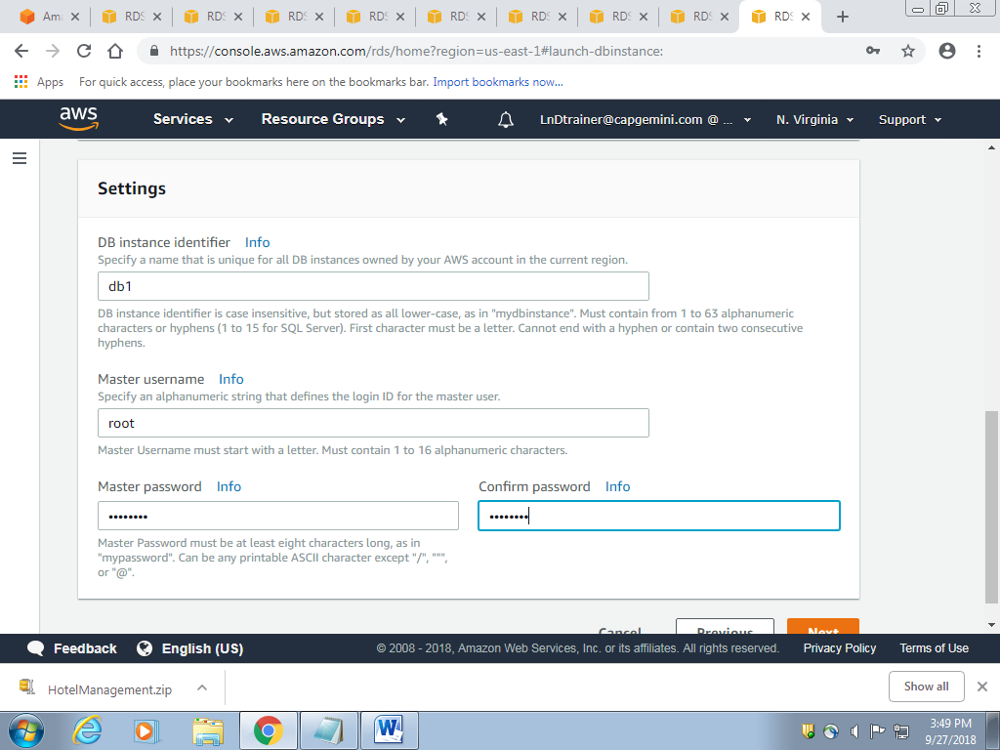 Ama
RDS
RDS
RDS
RDS
RDS
RDS
RDS
RDS
RDS
https://console.aws.amazon.com/rds/home?region=us-east-1#launch-dbinstance:
Apps For quick access, place your bookmarks here on the bookmarks bar. Import bookmarks now...
aws Services Resource Groups LnDtrainer@capgemini.com @ ... N. Virginia Support
Settings
DB instance identifier Info
Specify a name that is unique for all DB instances owned by your AWS account in the current region.
db1
DB instance identifier is case insensitive, but stored as all lower-case, as in "mydbinstance". Must contain from 1 to 63 alphanumeric
characters or hyphens (1 to 15 for SQL Server). First character must be a letter. Cannot end with a hyphen or contain two consecutive
hyphens.
Master username Info
Specify an alphanumeric string that defines the login ID for the master user.
root
Master Username must start with a letter. Must contain 1 to 16 alphanumeric characters.
Master password Info Confirm password Info
•••••••• ••••••••
Master Password must be at least eight characters long, as in
"mypassword". Can be any printable ASCII character except "/", """,
or "@".
Cancel Previous Next
Feedback English (US) © 2008 - 2018, Amazon Web Services, Inc. or its affiliates. All rights reserved. Privacy Policy Terms of Use
HotelManagement.zip Show all
3:49 PM
9/27/2018